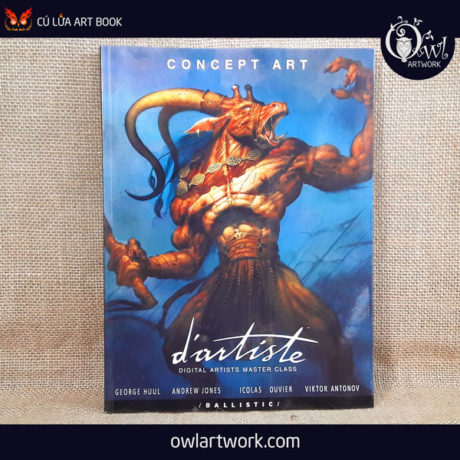 CÚ LỬA ART BOOK
Owl
ARTWORK
CONCEPT ART
d'artiste
DIGITAL ARTISTS MASTER CLASS
GEORGE HUUL ANDREW JONES ICOLAS OUVIER VIKTOR ANTONOV
/BALLISTIC/
owlartwork.com